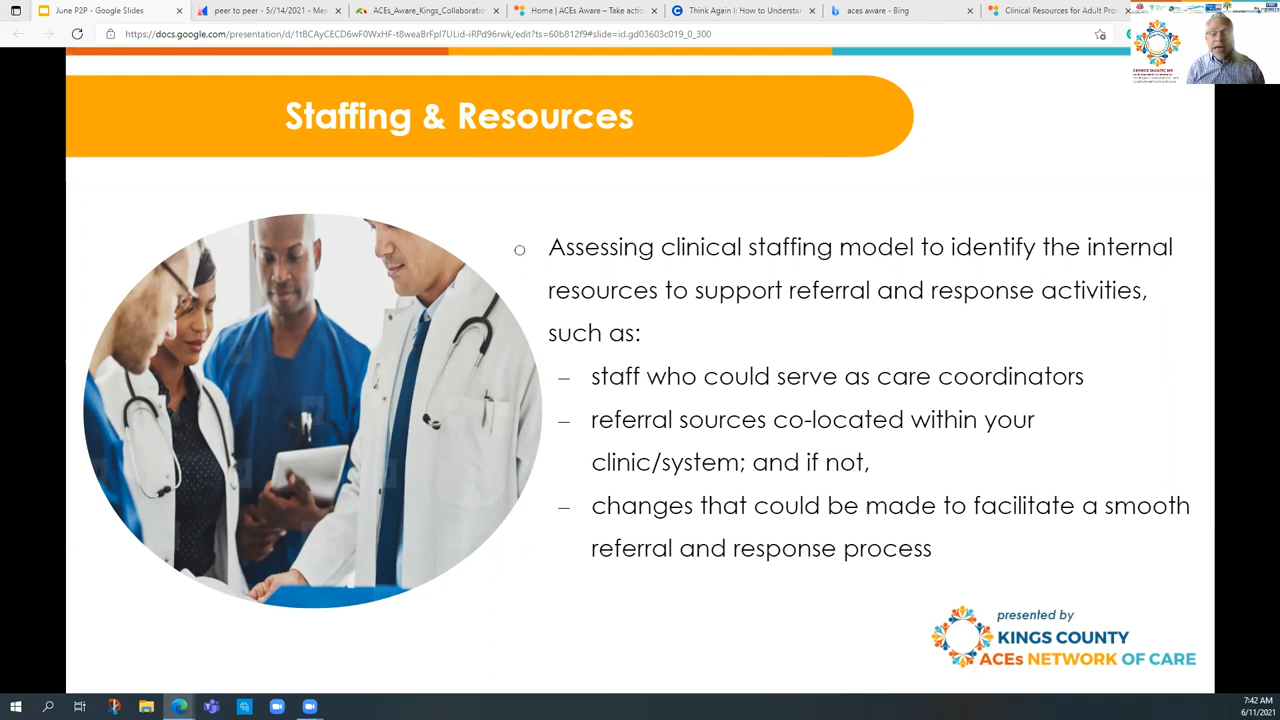 June P2P - Google Slides
peer to peer - 5//14/2021 - Men
ACEs_Aware_Kings_Collaboration
Home | ACEs Aware – Take actio
Think Again I: How to Understan
aces aware - Bing
Clinical Resources for Adult Pro
https://docs.google.com/presentation/d/1tBCAyCECD6wF0WxHF-t8weaBrFpI7ULid-iRPd96rwk/edit?ts=60b812f9#slide=id.gd03603c019_0_300
Staffing & Resources
Assessing clinical staffing model to identify the internal
resources to support referral and response activities,
such as:
– staff who could serve as care coordinators
– referral sources co-located within your
clinic/system; and if not,
– changes that could be made to facilitate a smooth
referral and response process
presented by
KINGS COUNTY
ACEs NETWORK OF CARE
7:42 AM
6/11/2021